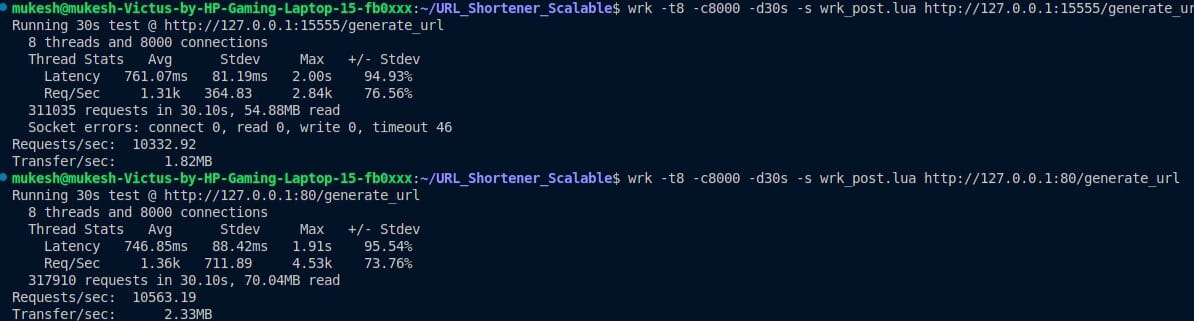 mukesh@mukesh-Victus-by-HP-Gaming-Laptop-15-fb0xxx:~/URL_Shortener_Scalable$ wrk -t8 -c8000 -d30s -s wrk_post.lua http://127.0.0.1:15555/generate_ur
Running 30s test @ http://127.0.0.1:15555/generate_url
  8 threads and 8000 connections
  Thread Stats   Avg      Stdev     Max   +/- Stdev
    Latency   761.07ms   81.19ms   2.00s    94.93%
    Req/Sec     1.31k   364.83     2.84k    76.56%
  311035 requests in 30.10s, 54.88MB read
  Socket errors: connect 0, read 0, write 0, timeout 46
Requests/sec:  10332.92
Transfer/sec:      1.82MB
mukesh@mukesh-Victus-by-HP-Gaming-Laptop-15-fb0xxx:~/URL_Shortener_Scalable$ wrk -t8 -c8000 -d30s -s wrk_post.lua http://127.0.0.1:80/generate_url
Running 30s test @ http://127.0.0.1:80/generate_url
  8 threads and 8000 connections
  Thread Stats   Avg      Stdev     Max   +/- Stdev
    Latency   746.85ms   88.42ms   1.91s    95.54%
    Req/Sec     1.36k   711.89     4.53k    73.76%
  317910 requests in 30.10s, 70.04MB read
Requests/sec:  10563.19
Transfer/sec:      2.33MB